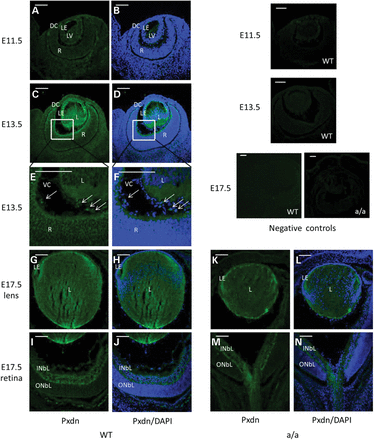 A
B
DC
LE
LV
R
DC
LE
LV
R
E11.5
E11.5
WT
C
D
DC
LE
L
R
DC
LE
L
R
E13.5
E13.5
WT
E
F
VC
L
R
VC
L
R
E13.5
E17.5
WT
a/a
Negative controls
G
H
LE
L
LE
L
E17.5
lens
K
L
LE
L
LE
L
I
J
INbL
ONbL
INbL
ONbL
E17.5
retina
M
N
INbL
ONbL
INbL
ONbL
Pxdn
Pxdn/DAPI
Pxdn
Pxdn/DAPI
WT
a/a